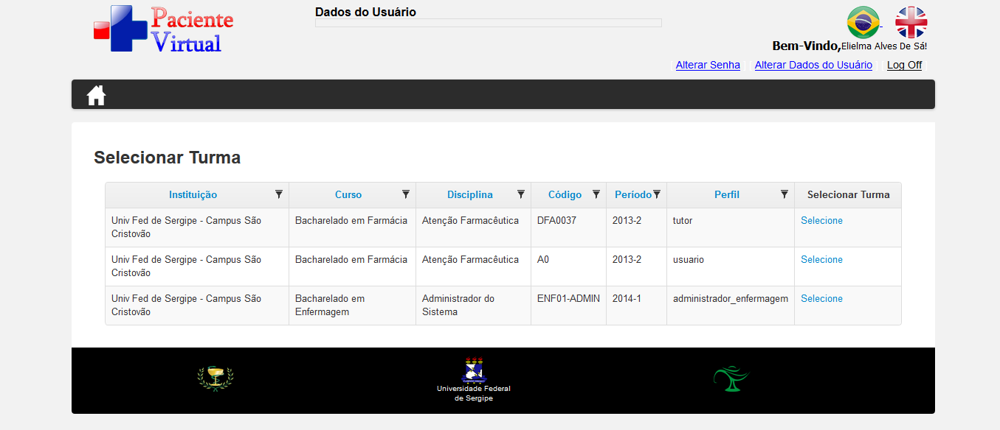 Paciente
Virtual
Dados do Usuário
Bem-Vindo,Elielma Alves De Sá!
Alterar Senha Alterar Dados do Usuário Log Off
Selecionar Turma
Instituição Curso Disciplina Código Período Perfil Selecionar Turma
Univ Fed de Sergipe - Campus São Bacharelado em Farmácia Atenção Farmacêutica DFA0037 2013-2 tutor Selecione
Cristovão
Univ Fed de Sergipe - Campus São Bacharelado em Farmácia Atenção Farmacêutica A0 2013-2 usuario Selecione
Cristovão
Univ Fed de Sergipe - Campus São Bacharelado em Administrador do ENF01-ADMIN 2014-1 administrador_enfermagem Selecione
Cristovão Enfermagem Sistema
Universidade Federal
de Sergipe